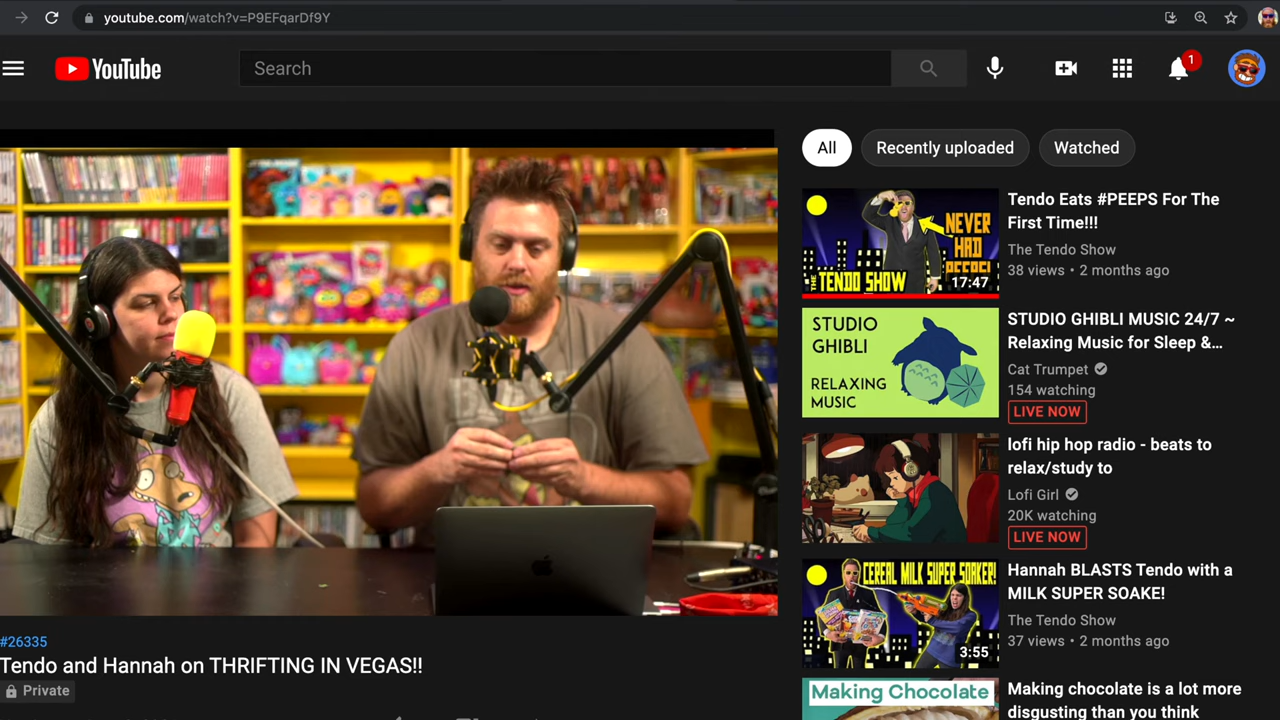 youtube.com/watch?v=P9EFqarDf9Y
YouTube
Search
1
All
Recently uploaded
Watched
NEVER
HAD
THE TENDO SHOW
17:47
Tendo Eats #PEEPS For The
First Time!!!
The Tendo Show
38 views • 2 months ago
STUDIO
GHIBLI
RELAXING
MUSIC
STUDIO GHIBLI MUSIC 24/7 ~
Relaxing Music for Sleep &...
Cat Trumpet
154 watching
LIVE NOW
lofi hip hop radio - beats to
relax/study to
Lofi Girl
20K watching
LIVE NOW
CEREAL MILK SUPER SOAKER!
3:55
Hannah BLASTS Tendo with a
MILK SUPER SOAKE!
The Tendo Show
37 views • 2 months ago
Making Chocolate
Making chocolate is a lot more
disgusting than you think
#26335
Tendo and Hannah on THRIFTING IN VEGAS!!
Private